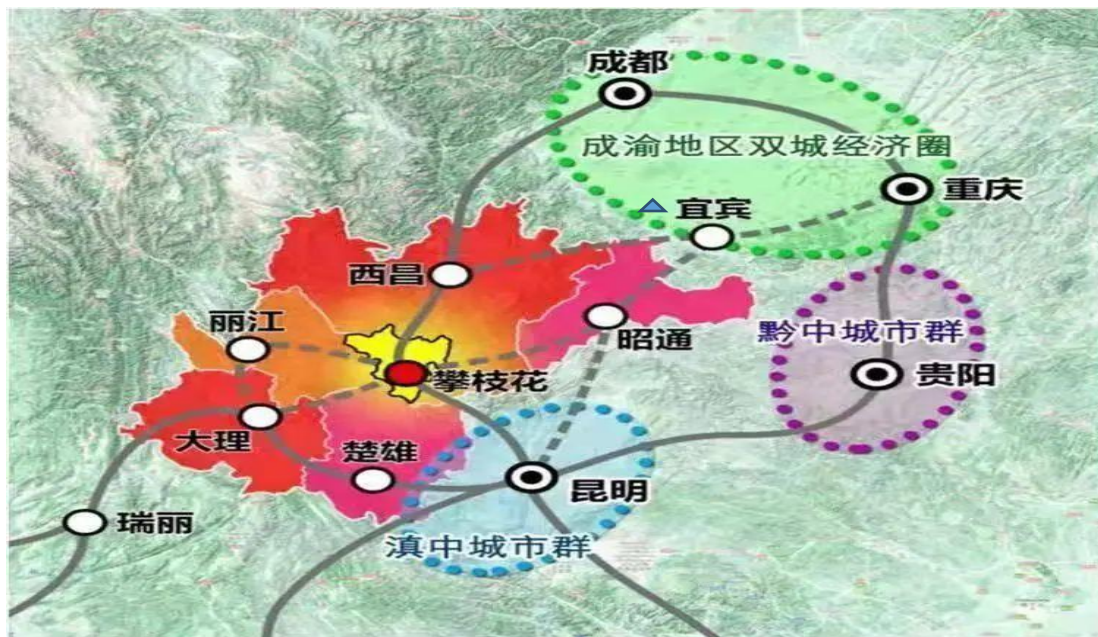 成都
成渝地区双城经济圈
重庆
宜宾
西昌
丽江
昭通
黔中城市群
攀枝花
贵阳
大理
楚雄
昆明
瑞丽
滇中城市群